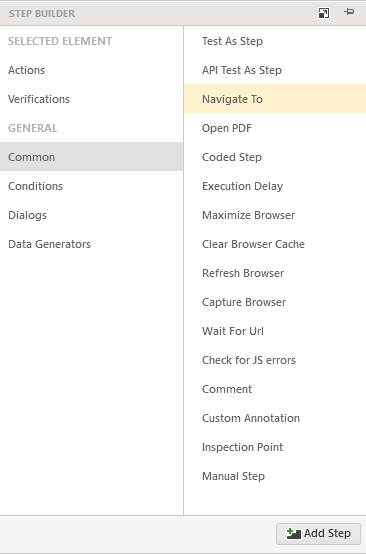 STEP BUILDER
SELECTED ELEMENT
Actions
Verifications
GENERAL
Common
Conditions
Dialogs
Data Generators
Test As Step
API Test As Step
Navigate To
Open PDF
Coded Step
Execution Delay
Maximize Browser
Clear Browser Cache
Refresh Browser
Capture Browser
Wait For Url
Check for JS errors
Comment
Custom Annotation
Inspection Point
Manual Step
Add Step